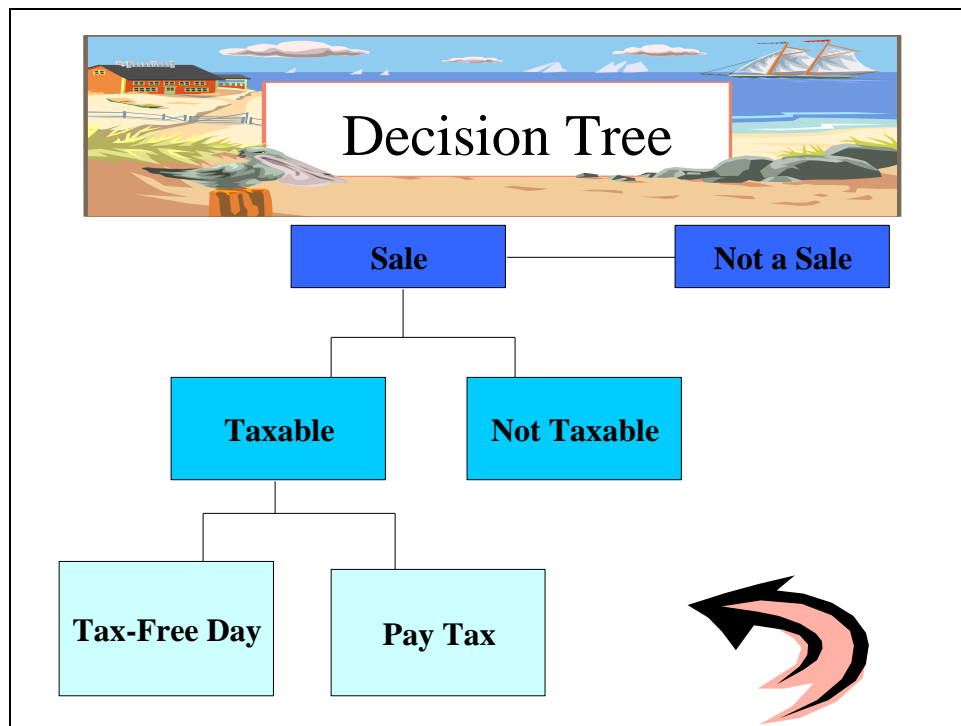 Decision Tree
Sale
Not a Sale
Taxable
Not Taxable
Tax-Free Day
Pay Tax